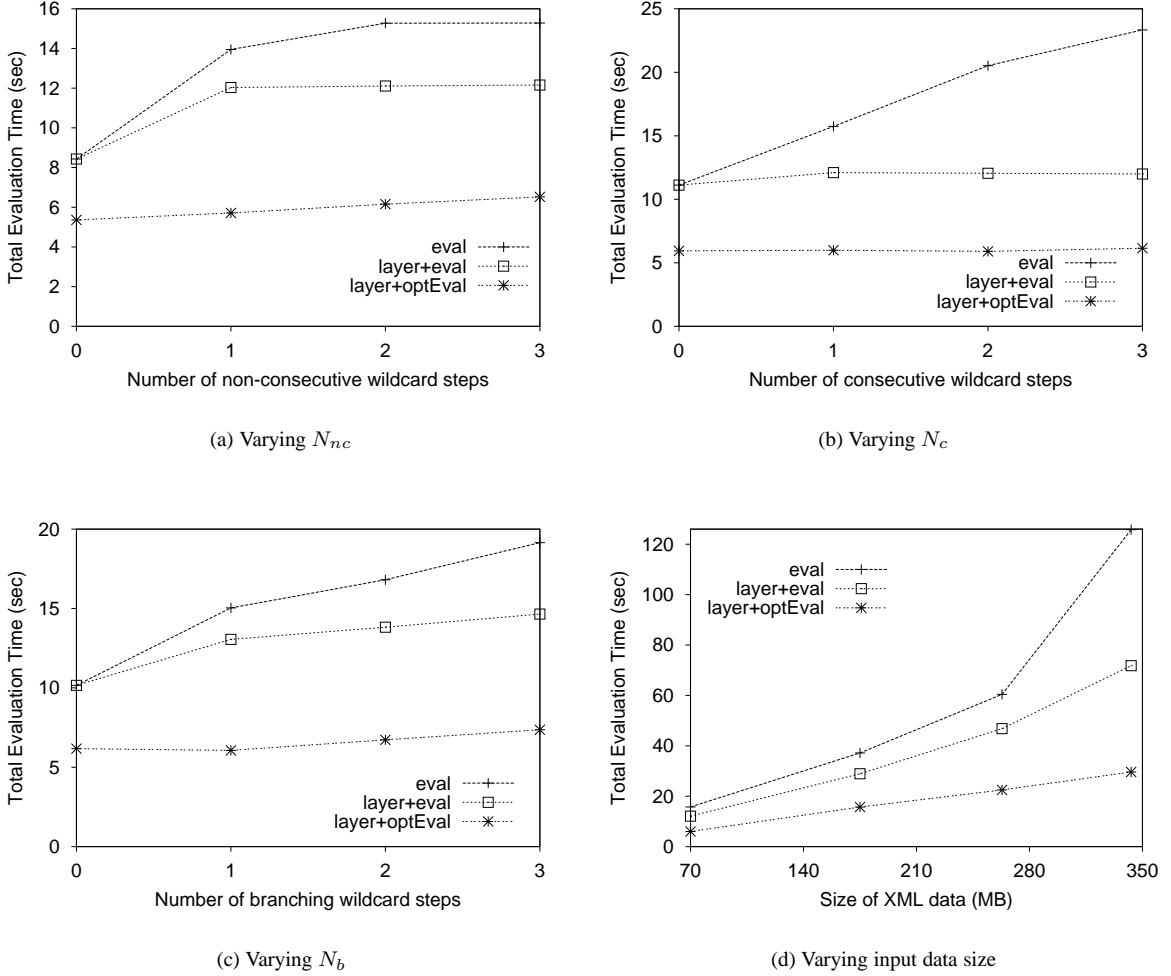 16
14
12
10
8
6
4
2
0
Total Evaluation Time (sec)
eval
layer+eval
layer+optEval
0 1 2 3
Number of non-consecutive wildcard steps
(a) Varying N_{nc}
25
20
15
10
5
0
Total Evaluation Time (sec)
eval
layer+eval
layer+optEval
0 1 2 3
Number of consecutive wildcard steps
(b) Varying N_c
20
15
10
5
0
Total Evaluation Time (sec)
eval
layer+eval
layer+optEval
0 1 2 3
Number of branching wildcard steps
(c) Varying N_b
120
100
80
60
40
20
0
Total Evaluation Time (sec)
eval
layer+eval
layer+optEval
70 140 210 280 350
Size of XML data (MB)
(d) Varying input data size